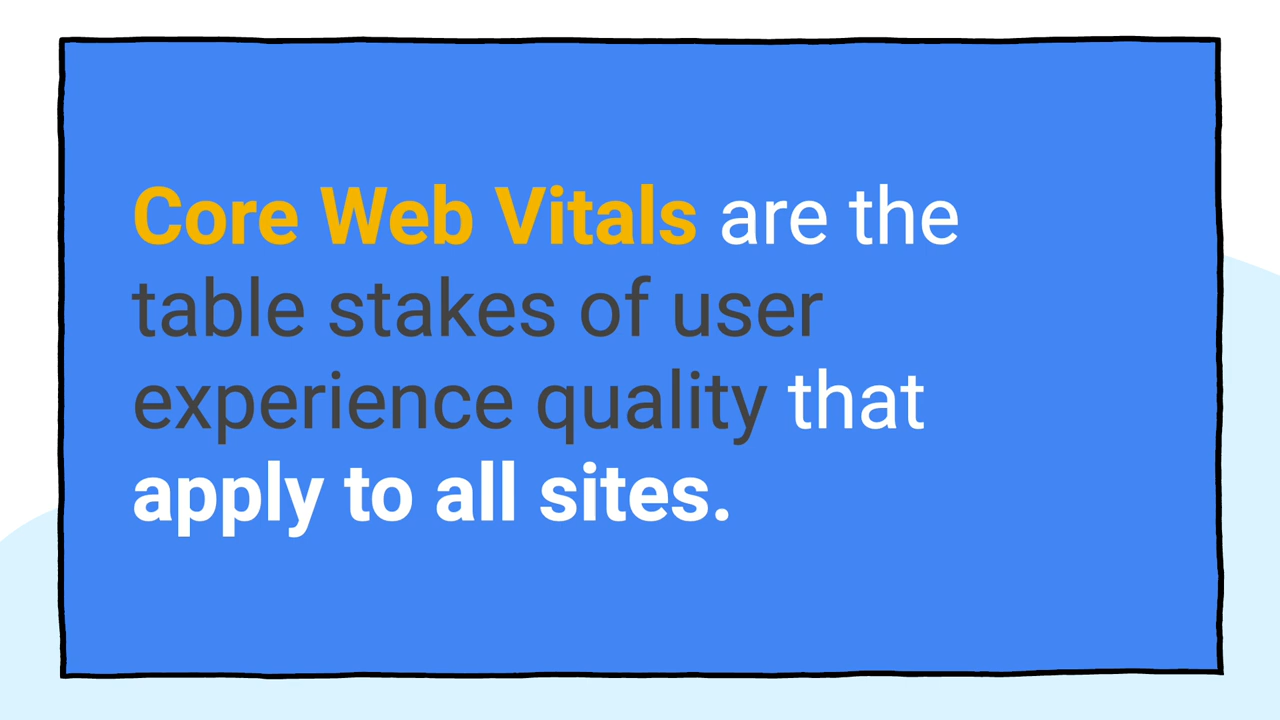 Core Web Vitals are the
table stakes of user
experience quality that
apply to all sites.